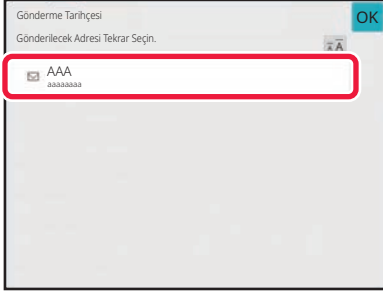 Gönderme Tarihçesi
OK
Gönderilecek Adresi Tekrar Seçin.
AAA
aaaaaaaa